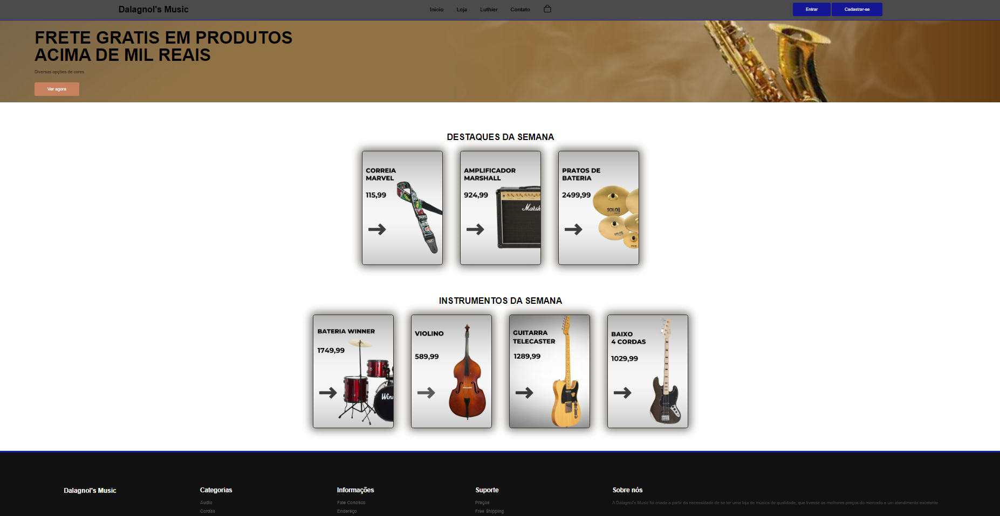 Dalagnol's Music
Inicio
Loja
Luthier
Contato
Entrar
Cadastrar-se
FRETE GRATIS EM PRODUTOS
ACIMA DE MIL REAIS
Diversas opções de cores
Ver agora
DESTAQUES DA SEMANA
CORREIA
MARVEL
115,99
AMPLIFICADOR
MARSHALL
924,99
Marsh
PRATOS DE
BATERIA
2499,99
SOLO
SOLO
INSTRUMENTOS DA SEMANA
BATERIA WINNER
1749,99
Win
VIOLINO
589,99
GUITARRA
TELECASTER
1289,99
BAIXO
4 CORDAS
1029,99
Dalagnol's Music
Categorias
Áudio
Cordas
Informações
Fale Conosco
Endereço
Suporte
Preços
Free Shipping
Sobre nós
A Dalagnol's Music foi criada a partir da necessidade de se ter uma loja de música de qualidade, que tivesse os melhores preços do mercado e um atendimento excelente